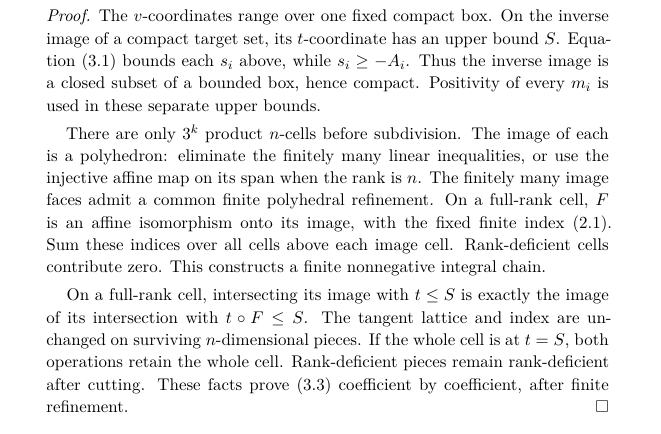 Proof. The v-coordinates range over one fixed compact box. On the inverse
image of a compact target set, its t-coordinate has an upper bound S. Equa-
tion (3.1) bounds each sᵢ above, while sᵢ ≥ −Aᵢ. Thus the inverse image is
a closed subset of a bounded box, hence compact. Positivity of every mᵢ is
used in these separate upper bounds.
There are only 3ᵏ product n-cells before subdivision. The image of each
is a polyhedron: eliminate the finitely many linear inequalities, or use the
injective affine map on its span when the rank is n. The finitely many image
faces admit a common finite polyhedral refinement. On a full-rank cell, F
is an affine isomorphism onto its image, with the fixed finite index (2.1).
Sum these indices over all cells above each image cell. Rank-deficient cells
contribute zero. This constructs a finite nonnegative integral chain.
On a full-rank cell, intersecting its image with t ≤ S is exactly the image
of its intersection with t ∘ F ≤ S. The tangent lattice and index are un-
changed on surviving n-dimensional pieces. If the whole cell is at t = S, both
operations retain the whole cell. Rank-deficient pieces remain rank-deficient
after cutting. These facts prove (3.3) coefficient by coefficient, after finite
refinement. □